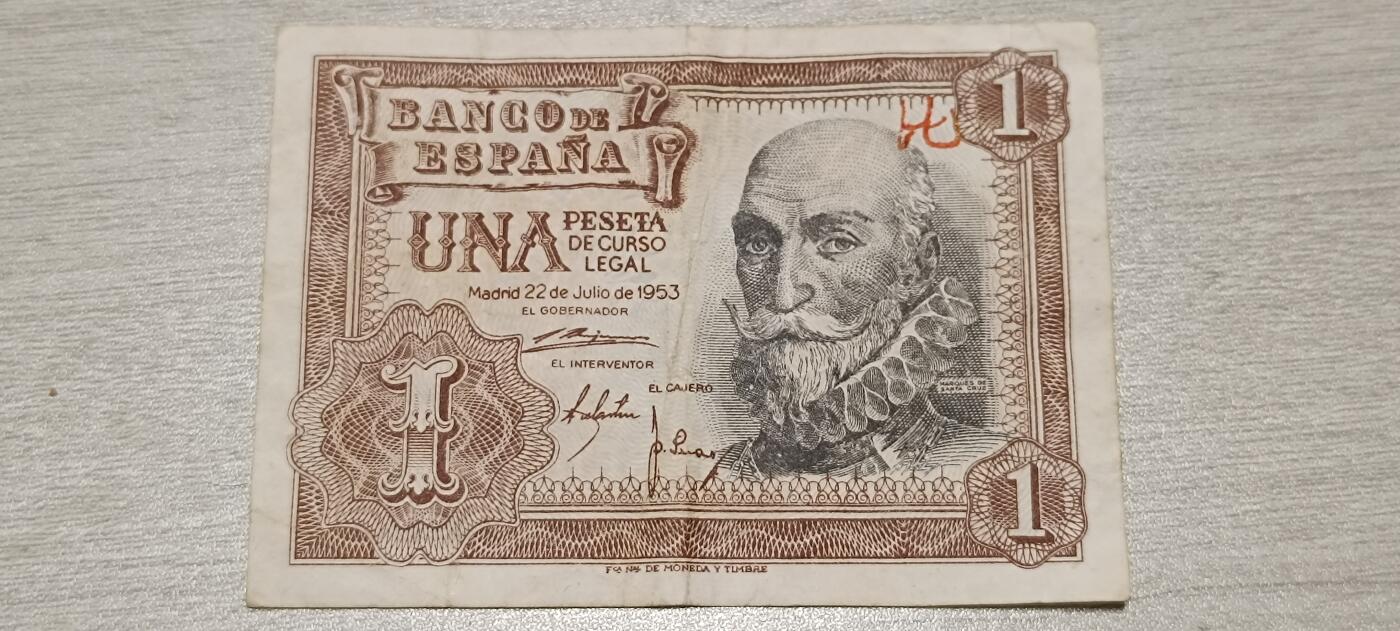 BANCO DE
ESPAÑA
1
UNA PESETA
DE CURSO
LEGAL
Madrid 22 de Julio de 1953
EL GOBERNADOR
EL INTERVENTOR
EL CAJERO
MARQUES DE
SANTA CRUZ
1
1
Fca. Nal. DE MONEDA Y TIMBRE